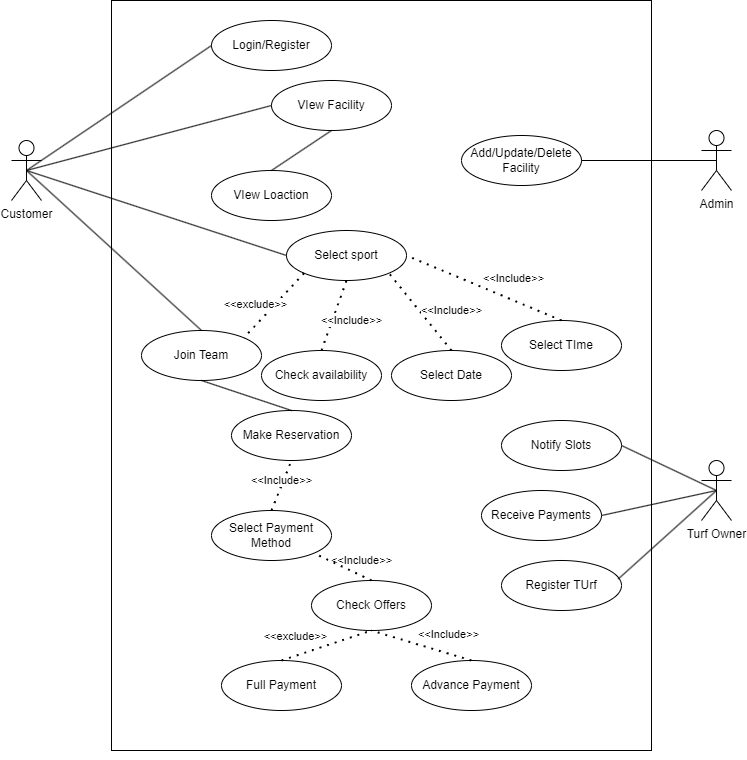 Login/Register
VIew Facility
Add/Update/Delete
Facility
VIew Loaction
Admin
Customer
Select sport
<<Include>>
<<exclude>>
<<Include>>
<<Include>>
Select TIme
Join Team
Check availability
Select Date
Make Reservation
Notify Slots
<<Include>>
Receive Payments
Select Payment
Method
Turf Owner
<<Include>>
Register TUrf
Check Offers
<<exclude>>
<<Include>>
Full Payment
Advance Payment